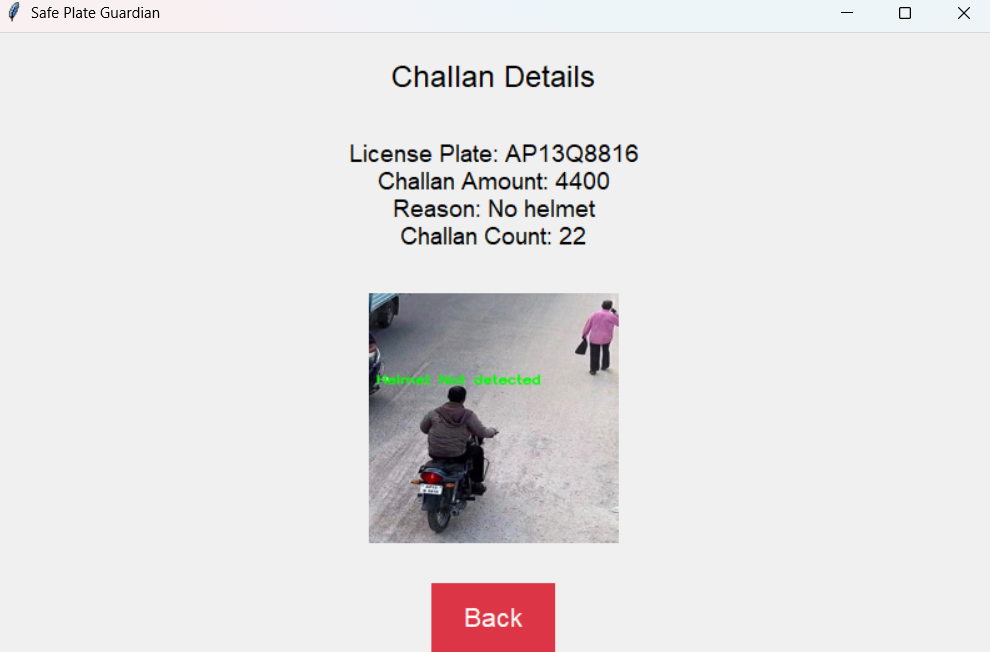 Safe Plate Guardian
Challan Details
License Plate: AP13Q8816
Challan Amount: 4400
Reason: No helmet
Challan Count: 22
Helmet Not detected
Back